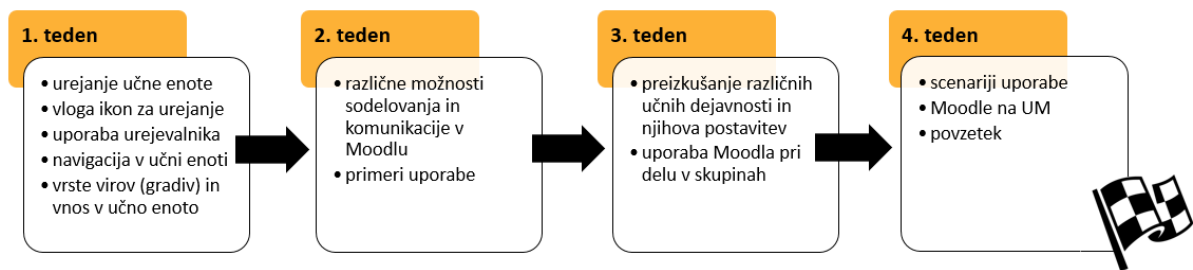 1. teden
• urejanje učne enote
• vloga ikon za urejanje
• uporaba urejevalnika
• navigacija v učni enoti
• vrste virov (gradiv) in
vnos v učno enoto
2. teden
• različne možnosti
sodelovanja in
komunikacije v
Moodlu
• primeri uporabe
3. teden
• preizkušanje različnih
učnih dejavnosti in
njihova postavitev
• uporaba Moodla pri
delu v skupinah
4. teden
• scenariji uporabe
• Moodle na UM
• povzetek